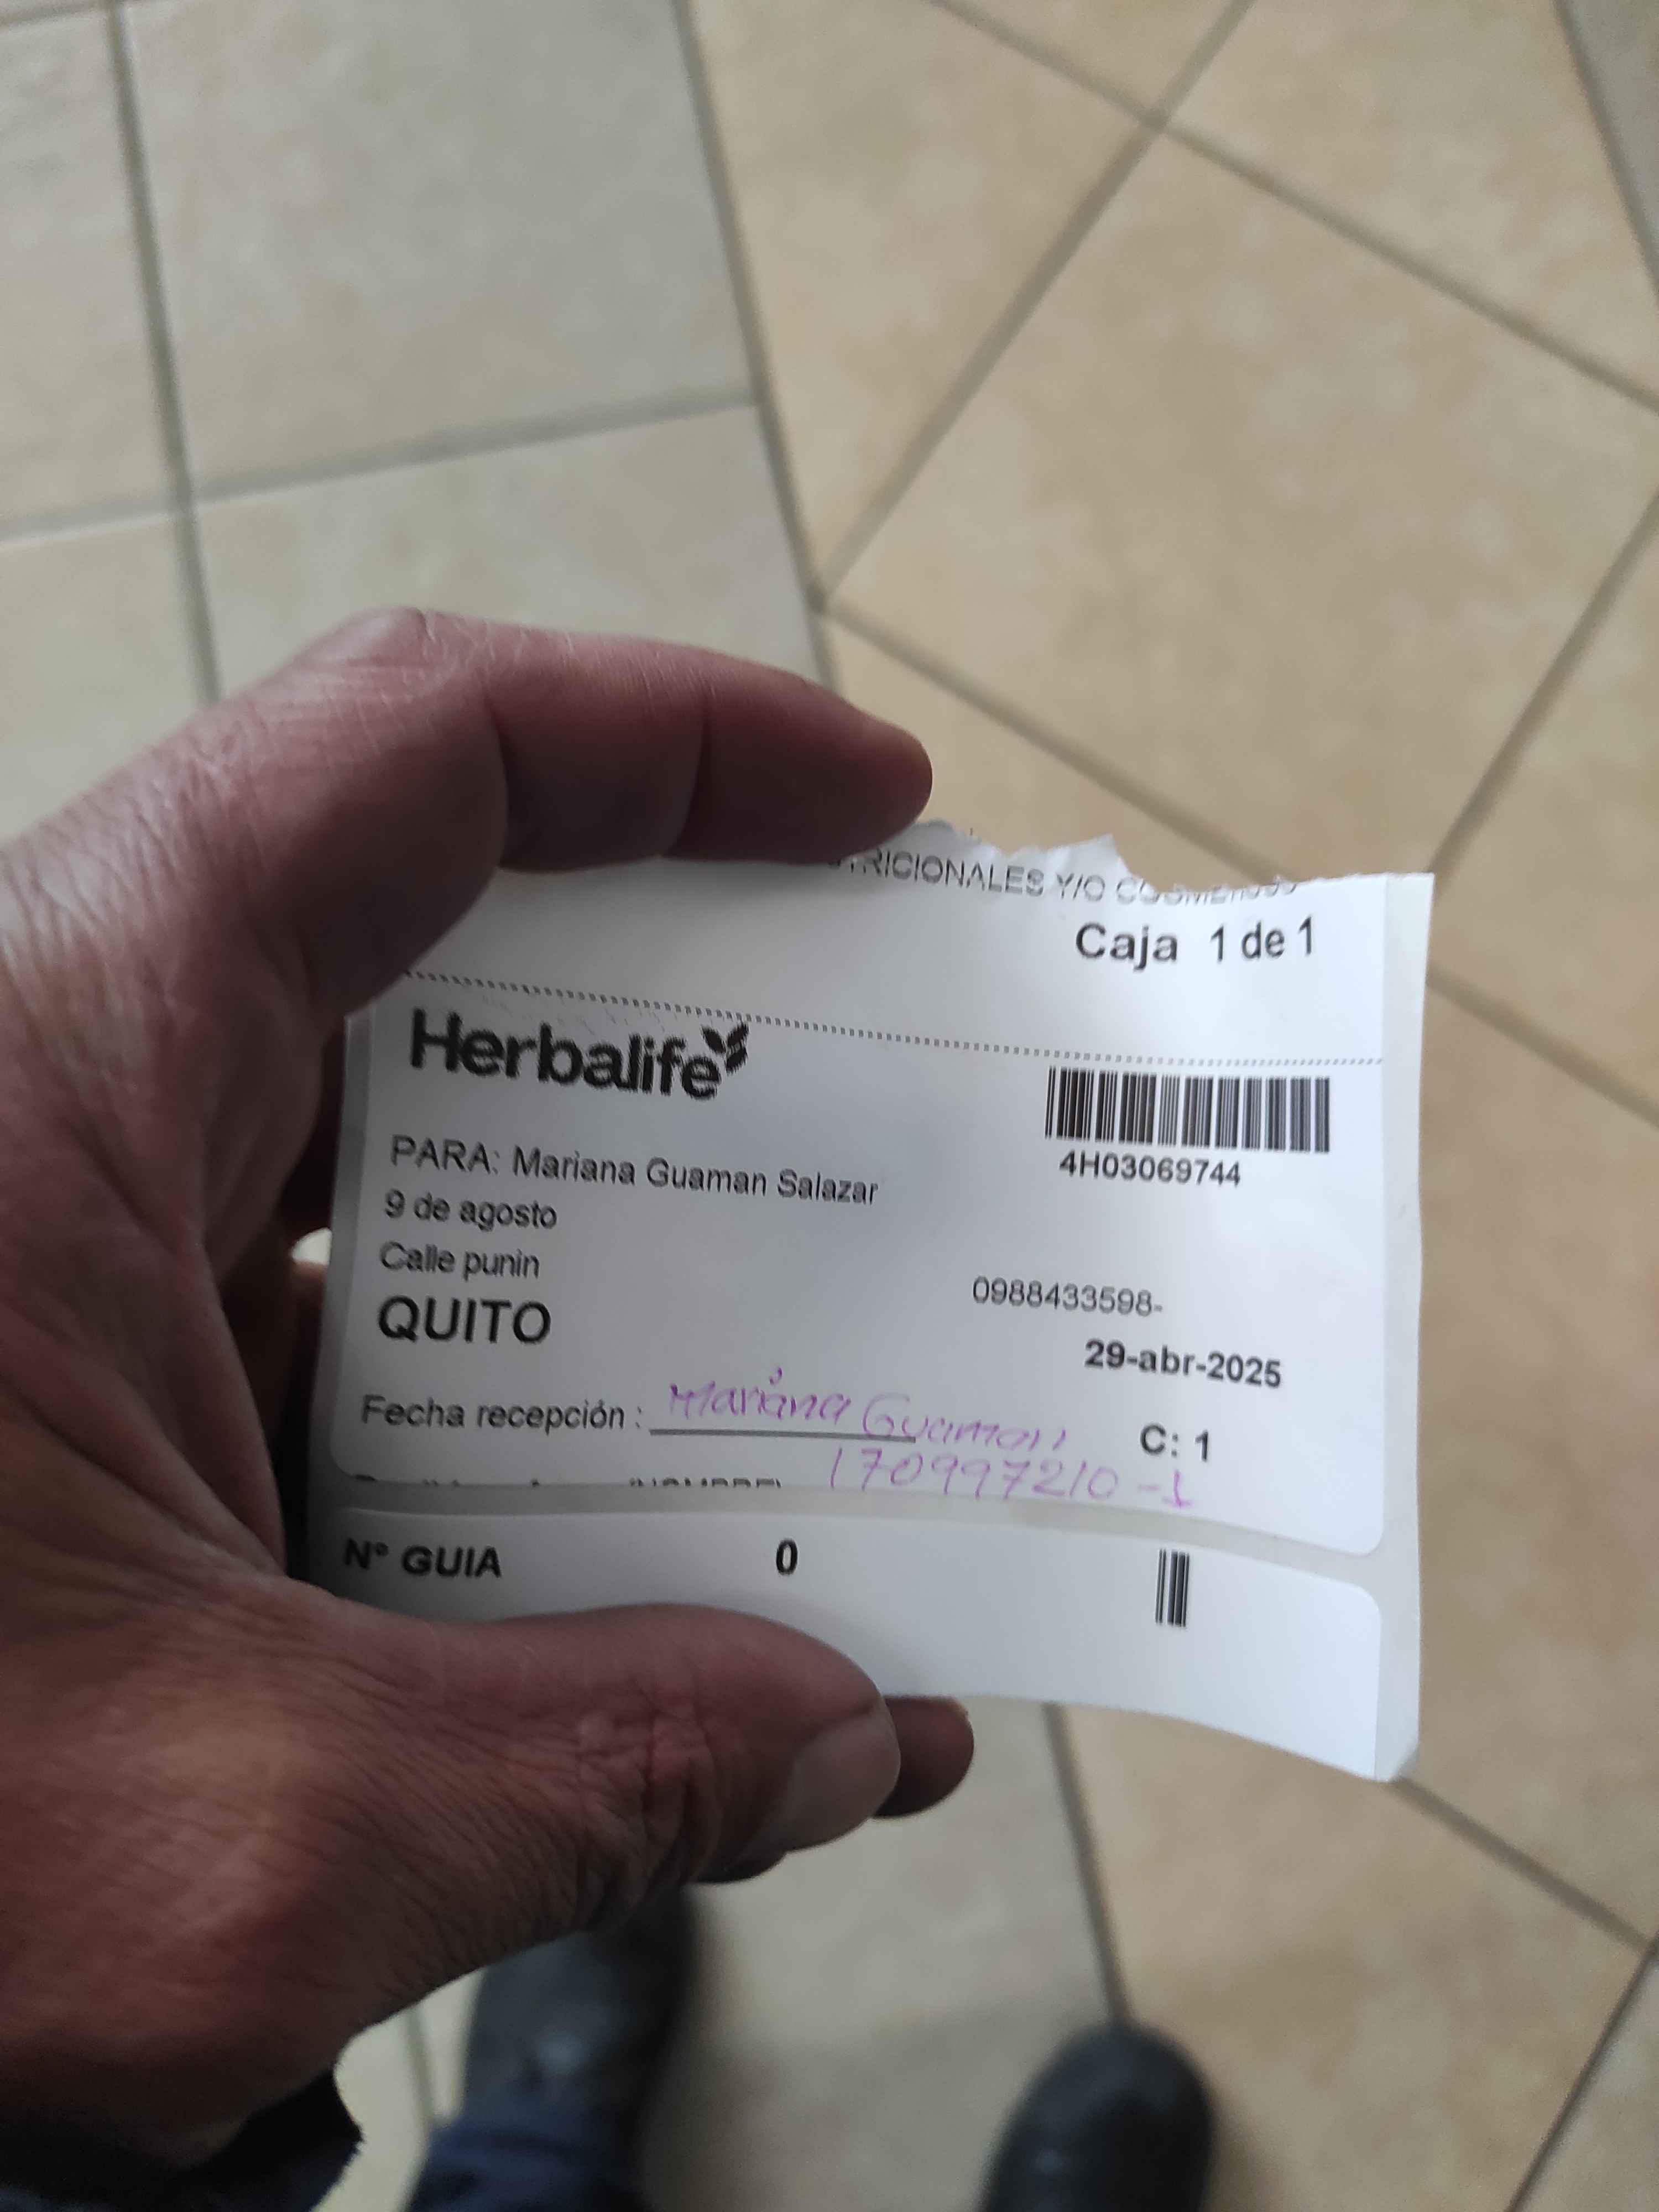 RICIONALES Y/O
Caja 1 de 1
Herbalife
4H03069744
PARA: Mariana Guaman Salazar
9 de agosto
Calle punin
0988433598-
QUITO
29-abr-2025
Fecha recepción : Mariana Guaman
C: 1
170997210-1
N° GUIA 0